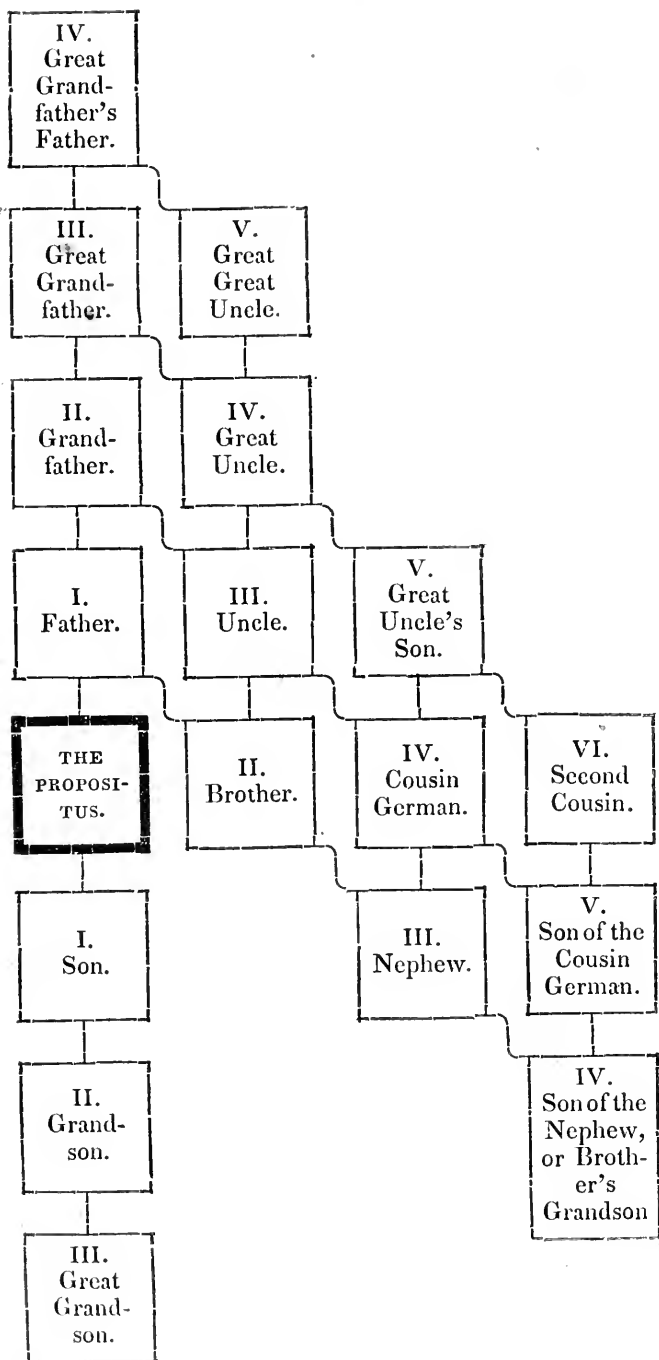 IV.
Great
Grand-
father's
Father.
III.
Great
Grand-
father.
V.
Great
Great
Uncle.
II.
Grand-
father.
IV.
Great
Uncle.
I.
Father.
III.
Uncle.
V.
Great
Uncle's
Son.
THE
PROPOSI-
TUS.
II.
Brother.
IV.
Cousin
German.
VI.
Second
Cousin.
I.
Son.
III.
Nephew.
V.
Son of the
Cousin
German.
II.
Grand-
son.
IV.
Son of the
Nephew,
or Broth-
er's
Grandson
III.
Great
Grand-
son.